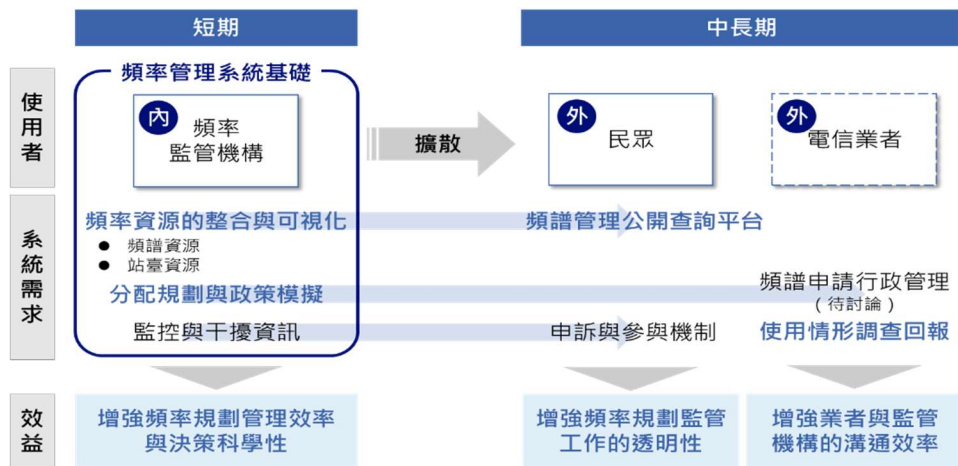 短期
中長期
使用者
頻率管理系統基礎
內
頻率
監管機構
擴散
外
民眾
外
電信業者
系統需求
頻率資源的整合與可視化
● 頻譜資源
● 站臺資源
分配規劃與政策模擬
監控與干擾資訊
頻譜管理公開查詢平台
申訴與參與機制
頻譜申請行政管理
(待討論)
使用情形調查回報
效益
增強頻率規劃管理效率
與決策科學性
增強頻率規劃監管
工作的透明性
增強業者與監管
機構的溝通效率